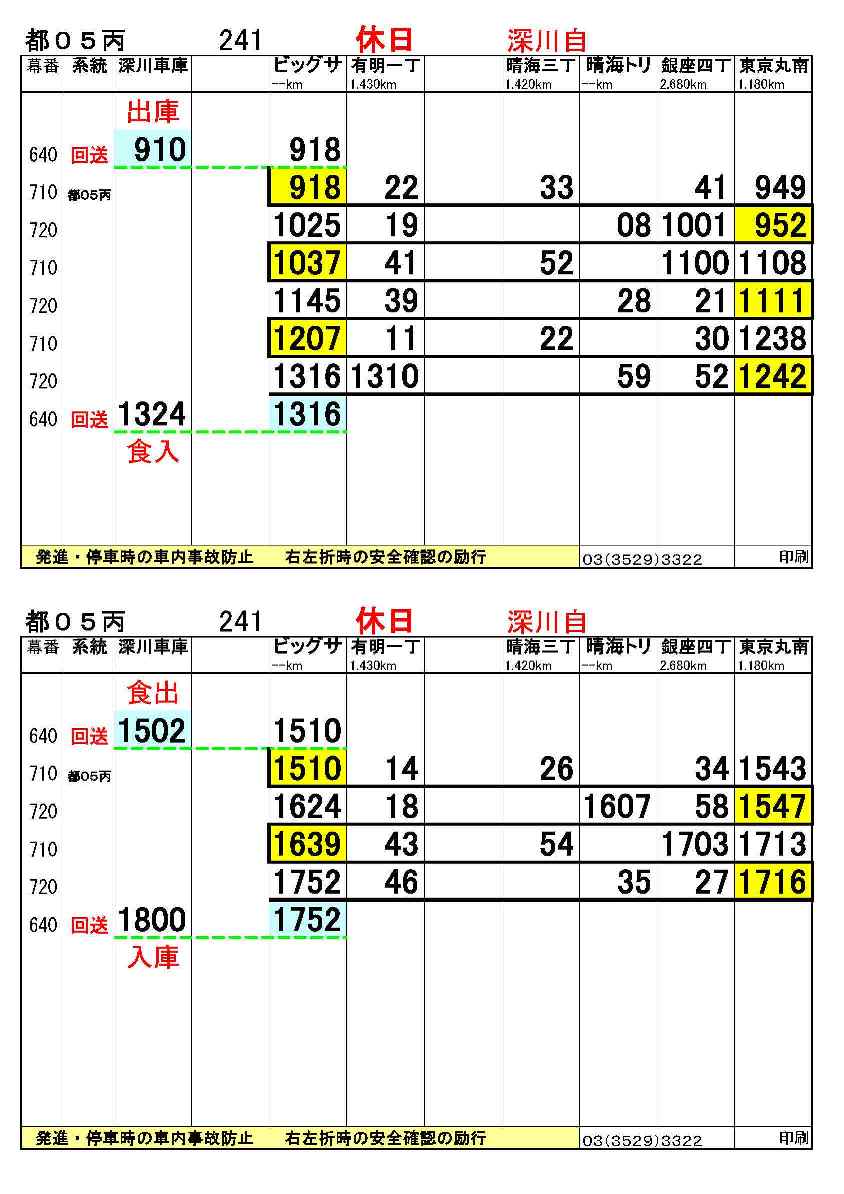 都０５丙 241 休日 深川自
幕番 系統 深川車庫 ビッグサ 有明一丁 晴海三丁 晴海トリ 銀座四丁 東京丸南
--km 1.430km 1.420km --km 2.680km 1.180km
出庫
640 回送 910 918
710 都05丙 918 22 33 41 949
720 1025 19 08 1001 952
710 1037 41 52 1100 1108
720 1145 39 28 21 1111
710 1207 11 22 30 1238
720 1316 1310 59 52 1242
640 回送 1324 1316
食入
発進・停車時の車内事故防止 右左折時の安全確認の励行 03(3529)3322 印刷
都０５丙 241 休日 深川自
幕番 系統 深川車庫 ビッグサ 有明一丁 晴海三丁 晴海トリ 銀座四丁 東京丸南
--km 1.430km 1.420km --km 2.680km 1.180km
食出
640 回送 1502 1510
710 都05丙 1510 14 26 34 1543
720 1624 18 1607 58 1547
710 1639 43 54 1703 1713
720 1752 46 35 27 1716
640 回送 1800 1752
入庫
発進・停車時の車内事故防止 右左折時の安全確認の励行 03(3529)3322 印刷